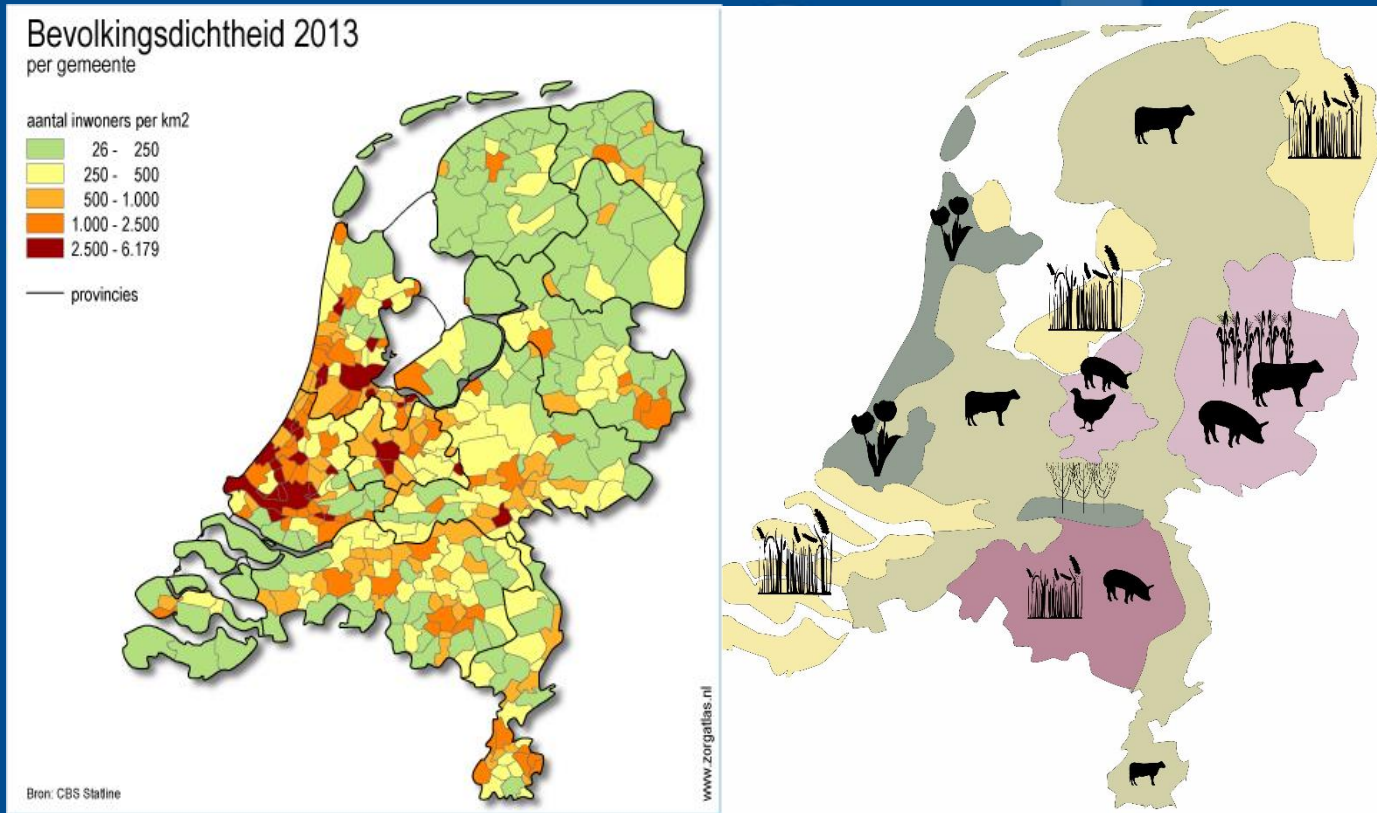 Bevolkingsdichtheid 2013
per gemeente
aantal inwoners per km2
26 - 250
250 - 500
500 - 1.000
1.000 - 2.500
2.500 - 6.179
provincies
Bron: CBS Statline
www.zorgatlas.nl